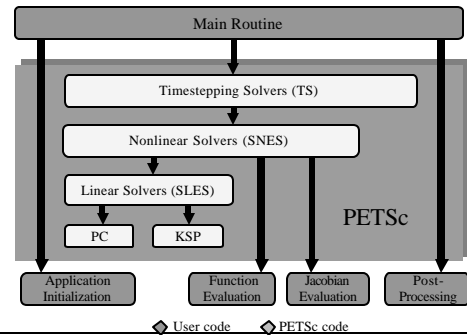 Main Routine
Timestepping Solvers (TS)
Nonlinear Solvers (SNES)
Linear Solvers (SLES)
PC
KSP
PETSc
Application
Initialization
Function
Evaluation
Jacobian
Evaluation
Post-
Processing
User code
PETSc code